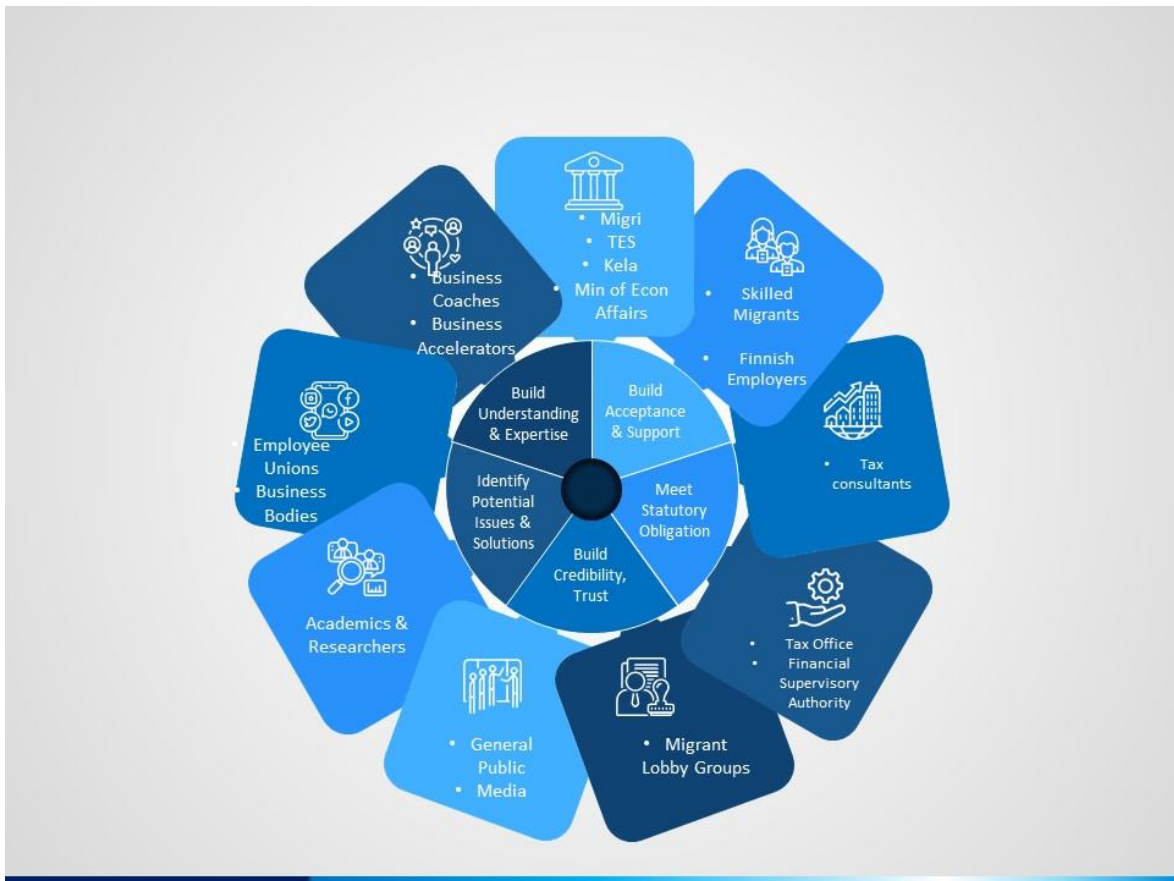 • Migri
• TES
• Kela
• Min of Econ
Affairs
• Skilled
Migrants
• Finnish
Employers
• Tax
consultants
• Tax Office
• Financial
Supervisory
Authority
• Migrant
Lobby Groups
• General
Public
• Media
Academics &
Researchers
• Employee
Unions
• Business
Bodies
• Business
Coaches
• Business
Accelerators
Build
Understanding
& Expertise
Build
Acceptance
& Support
Meet
Statutory
Obligation
Build
Credibility,
Trust
Identify
Potential
Issues &
Solutions